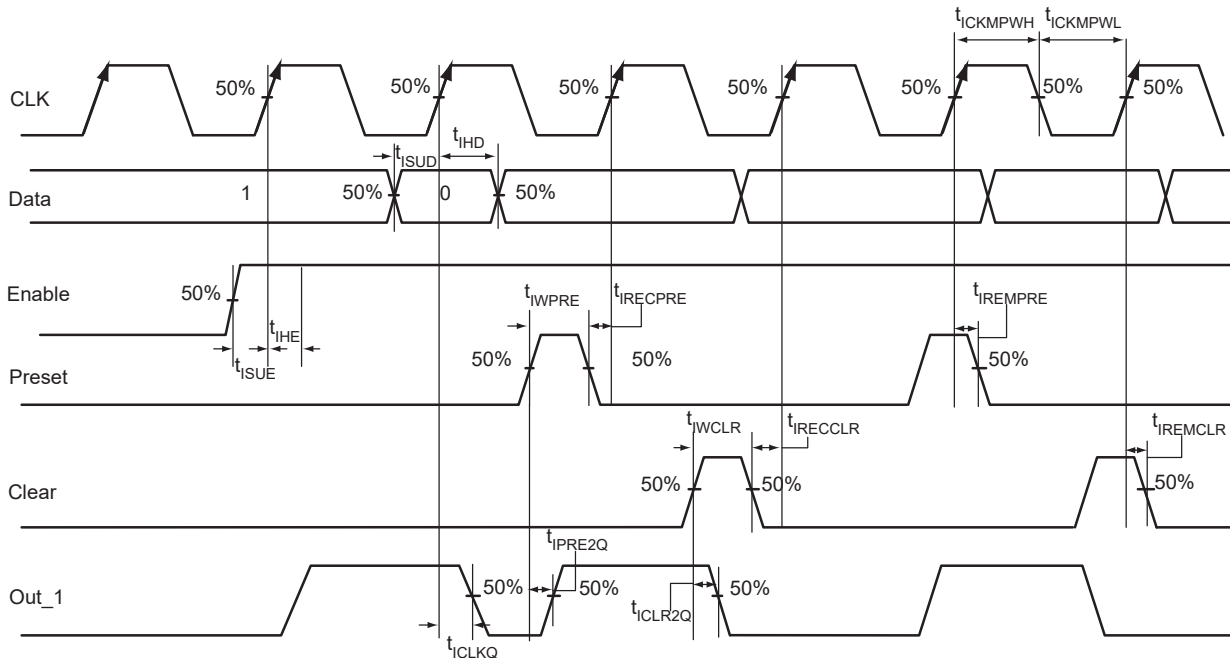 tICKMPWH tICKMPWL
CLK 50% 50% 50% 50% 50% 50% 50%
tISUD tIHD
Data 1 50% 0 50%
Enable 50% tIHE tISUE
tIWPRE tIRECPRE tIREMPRE
Preset 50% 50% 50%
tIWCLR tIRECCLR tIREMCLR
Clear 50% 50% 50%
tIPRE2Q
Out_1 50% 50% tICLR2Q 50%
tICLKQ